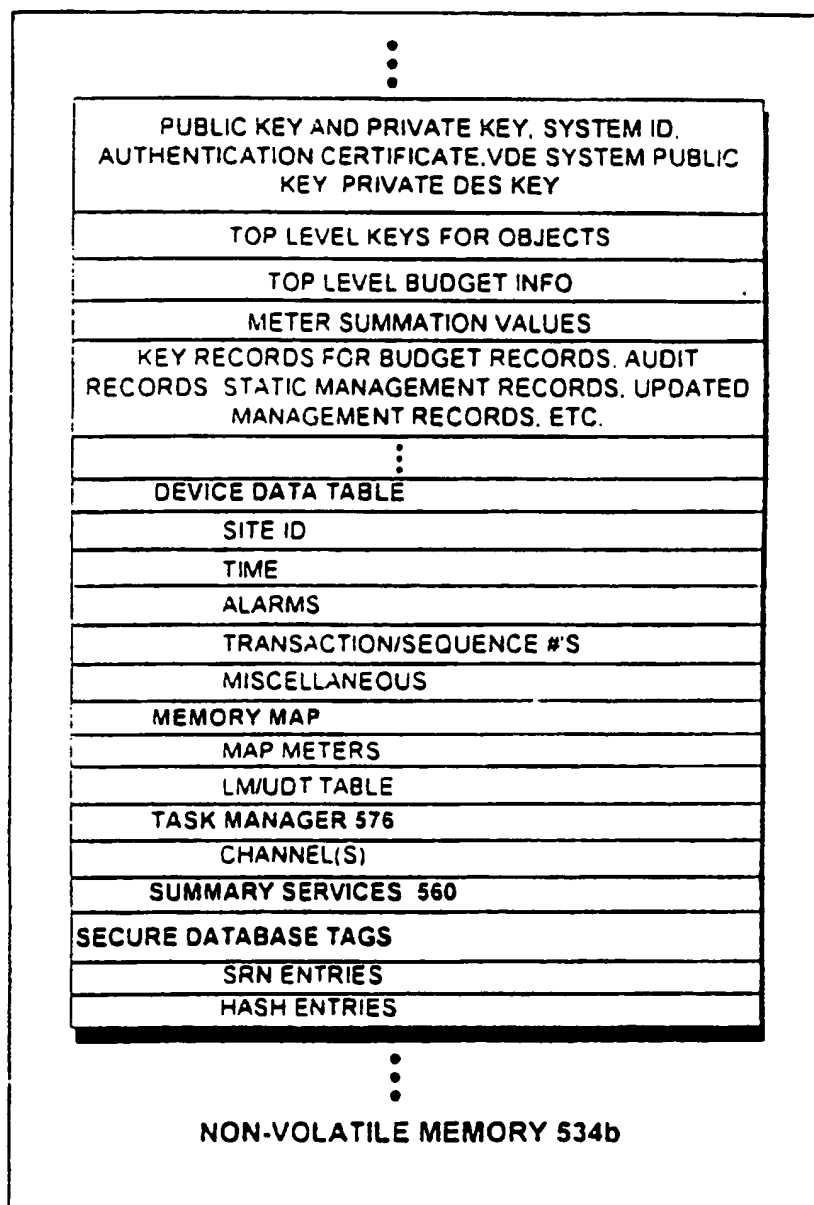 PUBLIC KEY AND PRIVATE KEY, SYSTEM ID,
AUTHENTICATION CERTIFICATE,VDE SYSTEM PUBLIC
KEY PRIVATE DES KEY
TOP LEVEL KEYS FOR OBJECTS
TOP LEVEL BUDGET INFO
METER SUMMATION VALUES
KEY RECORDS FOR BUDGET RECORDS, AUDIT
RECORDS STATIC MANAGEMENT RECORDS, UPDATED
MANAGEMENT RECORDS, ETC.
DEVICE DATA TABLE
SITE ID
TIME
ALARMS
TRANSACTION/SEQUENCE #'S
MISCELLANEOUS
MEMORY MAP
MAP METERS
LM/UDT TABLE
TASK MANAGER 576
CHANNEL(S)
SUMMARY SERVICES 560
SECURE DATABASE TAGS
SRN ENTRIES
HASH ENTRIES
NON-VOLATILE MEMORY 534b